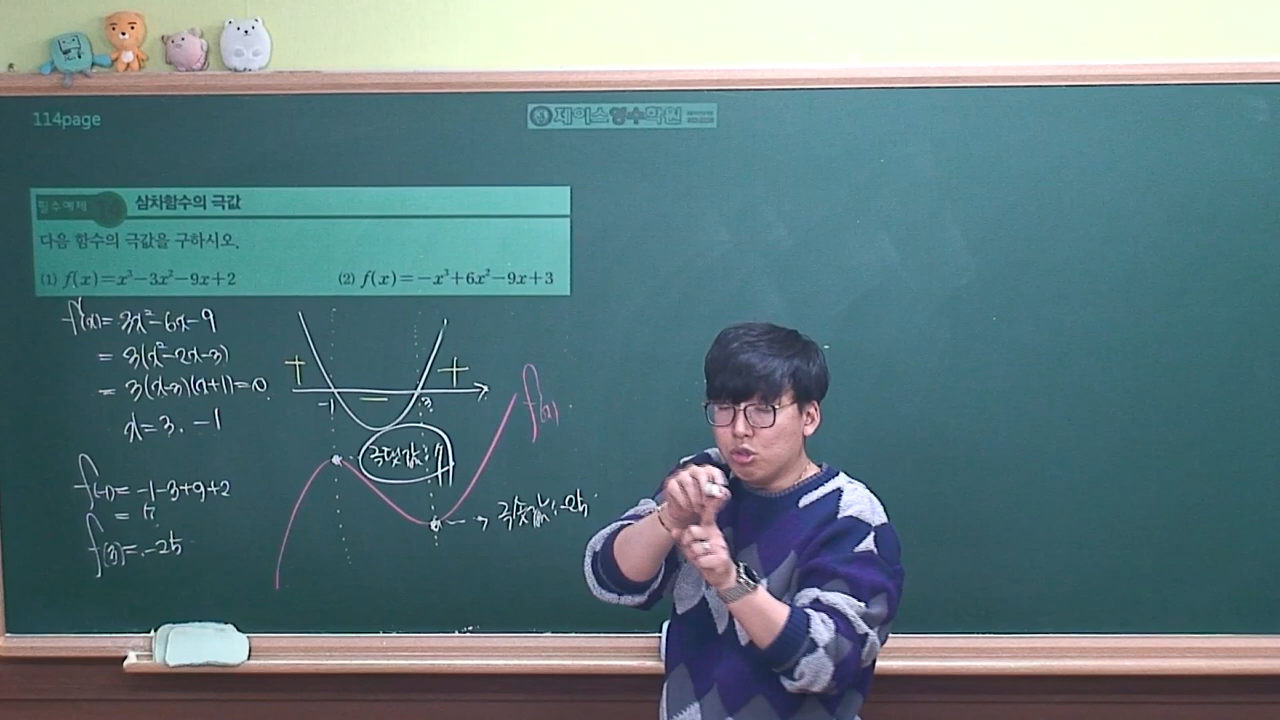 114page
제이스영수학원
필수예제 14 삼차함수의 극값
다음 함수의 극값을 구하시오.
(1) f(x)=x³-3x²-9x+2
(2) f(x)=-x³+6x²-9x+3
f'(x)=3x²-6x-9
=3(x²-2x-3)
=3(x-3)(x+1)=0
x=3. -1
f(-1)=-1-3+9+2
=7
f(3)=-25
+ - +
-1 3
극댓값:7
f(x)
극솟값:-25